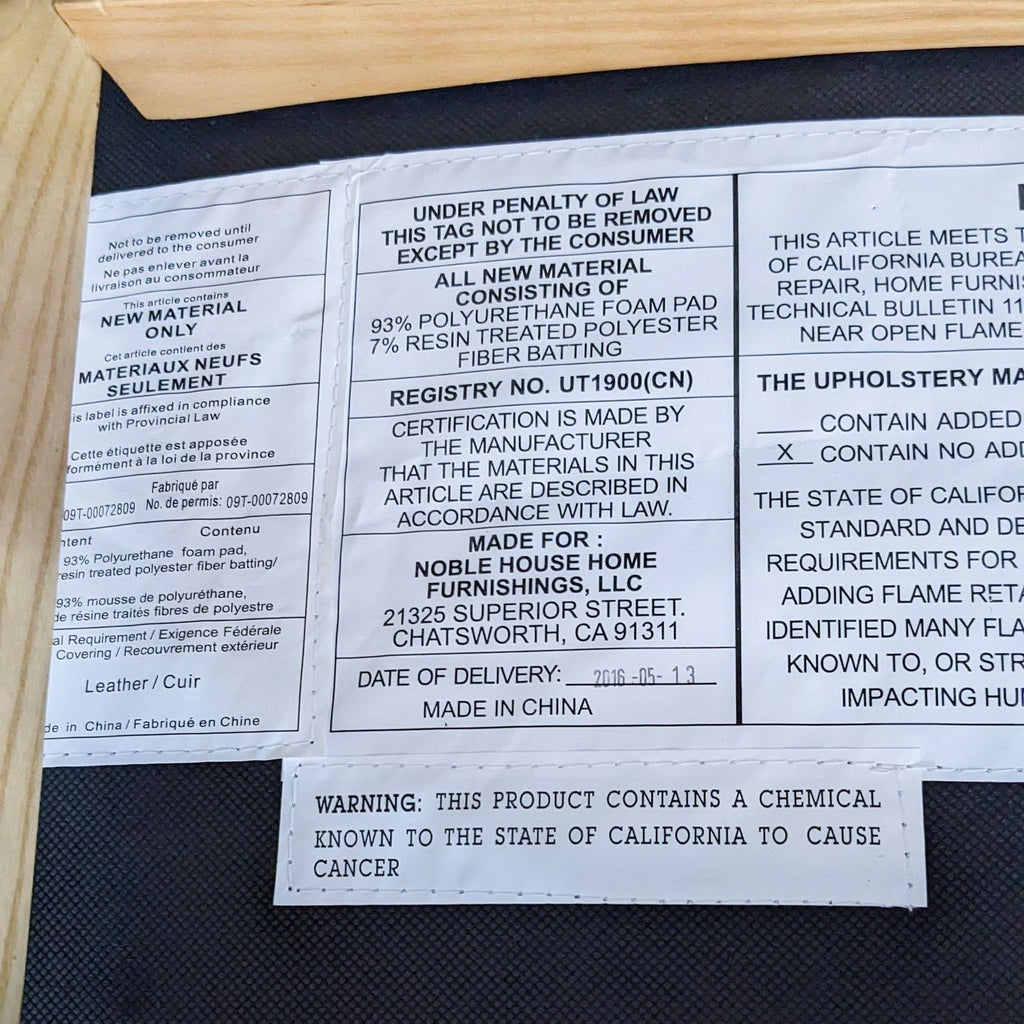 Not to be removed until
delivered to the consumer
Ne pas enlever avant la
livraison au consommateur
This article contains
NEW MATERIAL
ONLY
Cet article contient des
MATERIAUX NEUFS
SEULEMENT
is label is affixed in compliance
with Provincial Law
Cette étiquette est apposée
formément à la loi de la province
Fabriqué par
09T-00072809 No. de permis: 09T-00072809
ntent Contenu
93% Polyurethane foam pad,
resin treated polyester fiber batting/
93% mousse de polyuréthane,
de résine traités fibres de polyestre
al Requirement / Exigence Fédérale
Covering / Recouvrement extérieur
Leather / Cuir
de in China / Fabriqué en Chine
UNDER PENALTY OF LAW
THIS TAG NOT TO BE REMOVED
EXCEPT BY THE CONSUMER
ALL NEW MATERIAL
CONSISTING OF
93% POLYURETHANE FOAM PAD
7% RESIN TREATED POLYESTER
FIBER BATTING
REGISTRY NO. UT1900(CN)
CERTIFICATION IS MADE BY
THE MANUFACTURER
THAT THE MATERIALS IN THIS
ARTICLE ARE DESCRIBED IN
ACCORDANCE WITH LAW.
MADE FOR :
NOBLE HOUSE HOME
FURNISHINGS, LLC
21325 SUPERIOR STREET.
CHATSWORTH, CA 91311
DATE OF DELIVERY: 2016 -05- 13
MADE IN CHINA
THIS ARTICLE MEETS T
OF CALIFORNIA BUREA
REPAIR, HOME FURNIS
TECHNICAL BULLETIN 11
NEAR OPEN FLAME
THE UPHOLSTERY MA
CONTAIN ADDED
X CONTAIN NO ADD
THE STATE OF CALIFOR
STANDARD AND DE
REQUIREMENTS FOR
ADDING FLAME RETA
IDENTIFIED MANY FLA
KNOWN TO, OR STR
IMPACTING HU
WARNING: THIS PRODUCT CONTAINS A CHEMICAL
KNOWN TO THE STATE OF CALIFORNIA TO CAUSE
CANCER